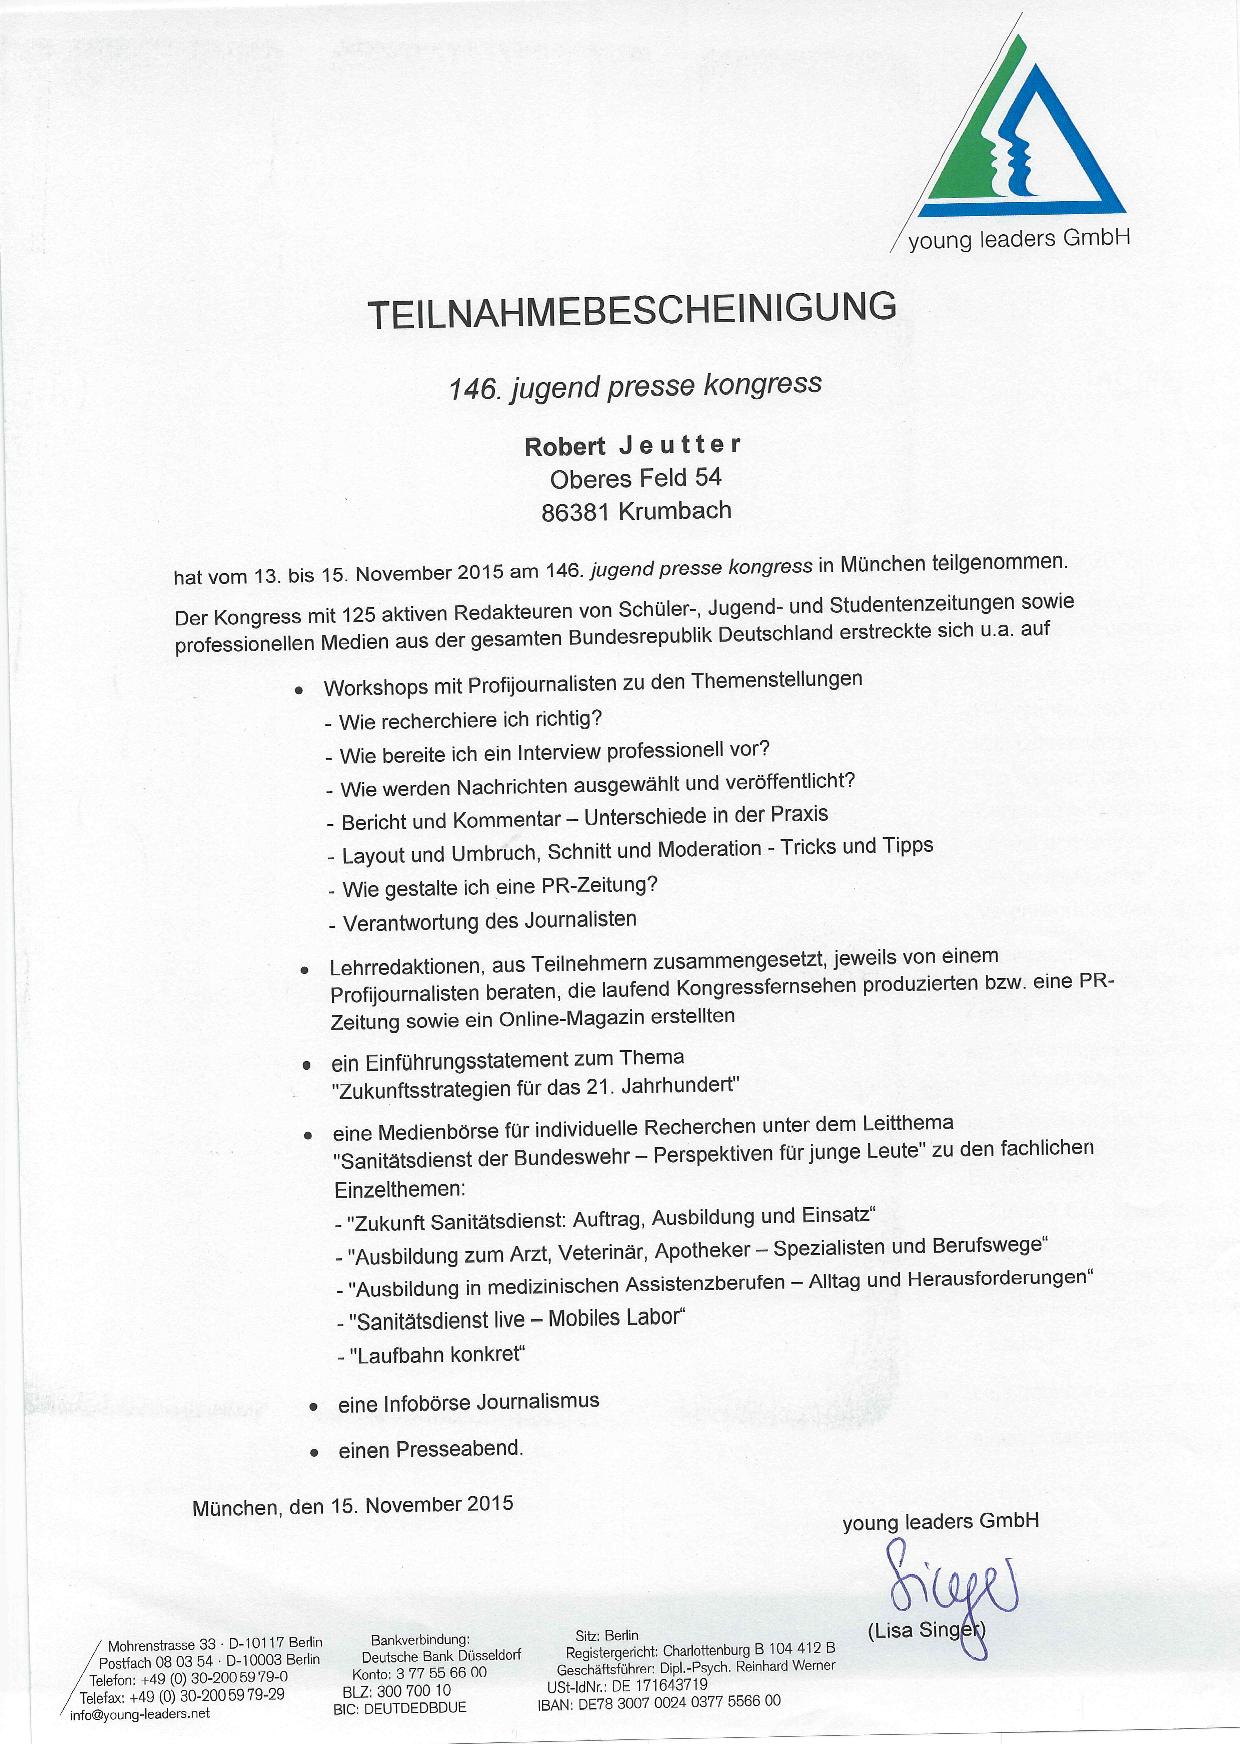 young leaders GmbH
TEILNAHMEBESCHEINIGUNG
146. jugend presse kongress
Robert Jeutter
Oberes Feld 54
86381 Krumbach
hat vom 13. bis 15. November 2015 am 146. jugend presse kongress in München teilgenommen.
Der Kongress mit 125 aktiven Redakteuren von Schüler-, Jugend- und Studentenzeitungen sowie
professionellen Medien aus der gesamten Bundesrepublik Deutschland erstreckte sich u.a. auf
• Workshops mit Profijournalisten zu den Themenstellungen
- Wie recherchiere ich richtig?
- Wie bereite ich ein Interview professionell vor?
- Wie werden Nachrichten ausgewählt und veröffentlicht?
- Bericht und Kommentar – Unterschiede in der Praxis
- Layout und Umbruch, Schnitt und Moderation - Tricks und Tipps
- Wie gestalte ich eine PR-Zeitung?
- Verantwortung des Journalisten
• Lehrredaktionen, aus Teilnehmern zusammengesetzt, jeweils von einem
Profijournalisten beraten, die laufend Kongressfernsehen produzierten bzw. eine PR-
Zeitung sowie ein Online-Magazin erstellten
• ein Einführungsstatement zum Thema
"Zukunftsstrategien für das 21. Jahrhundert"
• eine Medienbörse für individuelle Recherchen unter dem Leitthema
"Sanitätsdienst der Bundeswehr – Perspektiven für junge Leute" zu den fachlichen
Einzelthemen:
- "Zukunft Sanitätsdienst: Auftrag, Ausbildung und Einsatz“
- "Ausbildung zum Arzt, Veterinär, Apotheker – Spezialisten und Berufswege“
- "Ausbildung in medizinischen Assistenzberufen – Alltag und Herausforderungen“
- "Sanitätsdienst live – Mobiles Labor“
- "Laufbahn konkret“
• eine Infobörse Journalismus
• einen Presseabend.
München, den 15. November 2015
young leaders GmbH
Singer
(Lisa Singer)
Mohrenstrasse 33 · D-10117 Berlin
Postfach 08 03 54 · D-10003 Berlin
Telefon: +49 (0) 30-200 59 79-0
Telefax: +49 (0) 30-200 59 79-29
info@young-leaders.net
Bankverbindung:
Deutsche Bank Düsseldorf
Konto: 3 77 55 66 00
BLZ: 300 700 10
BIC: DEUTDEDBDUE
Sitz: Berlin
Registergericht: Charlottenburg B 104 412 B
Geschäftsführer: Dipl.-Psych. Reinhard Werner
USt-IdNr.: DE 171643719
IBAN: DE78 3007 0024 0377 5566 00